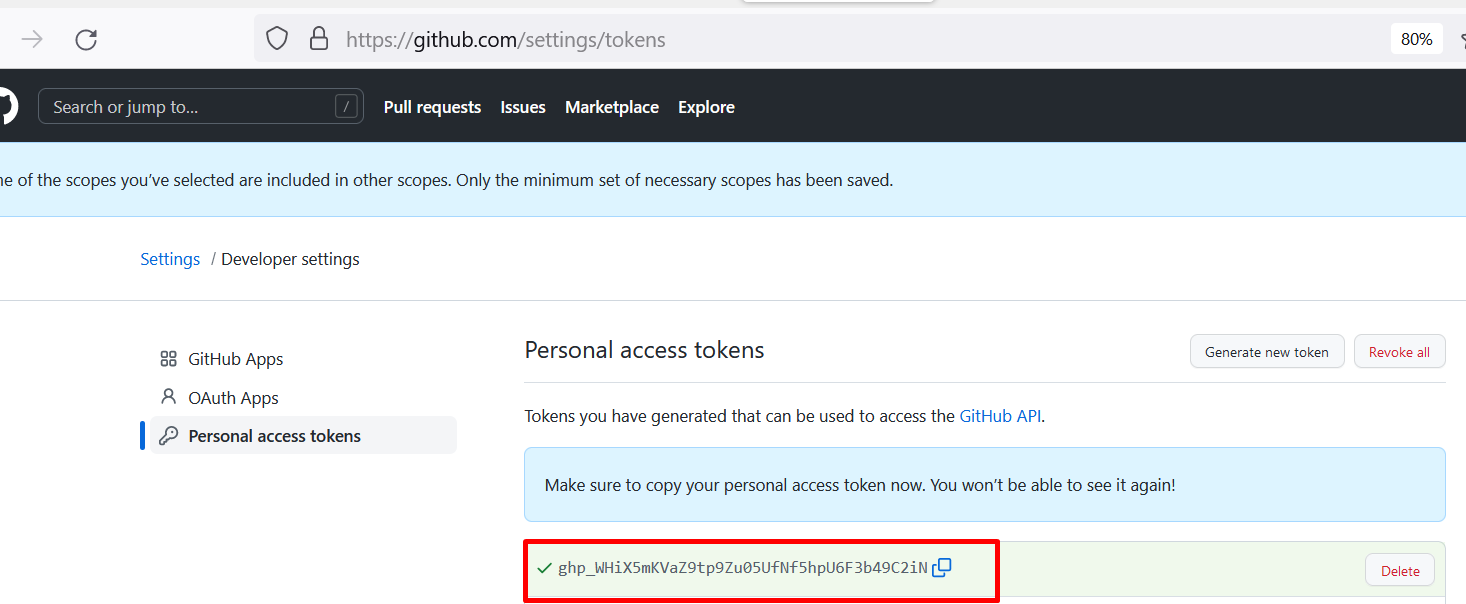 https://github.com/settings/tokens
80%
Search or jump to...
/
Pull requests
Issues
Marketplace
Explore
of the scopes you’ve selected are included in other scopes. Only the minimum set of necessary scopes has been saved.
Settings / Developer settings
GitHub Apps
OAuth Apps
Personal access tokens
Personal access tokens
Generate new token
Revoke all
Tokens you have generated that can be used to access the GitHub API.
Make sure to copy your personal access token now. You won’t be able to see it again!
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
Delete